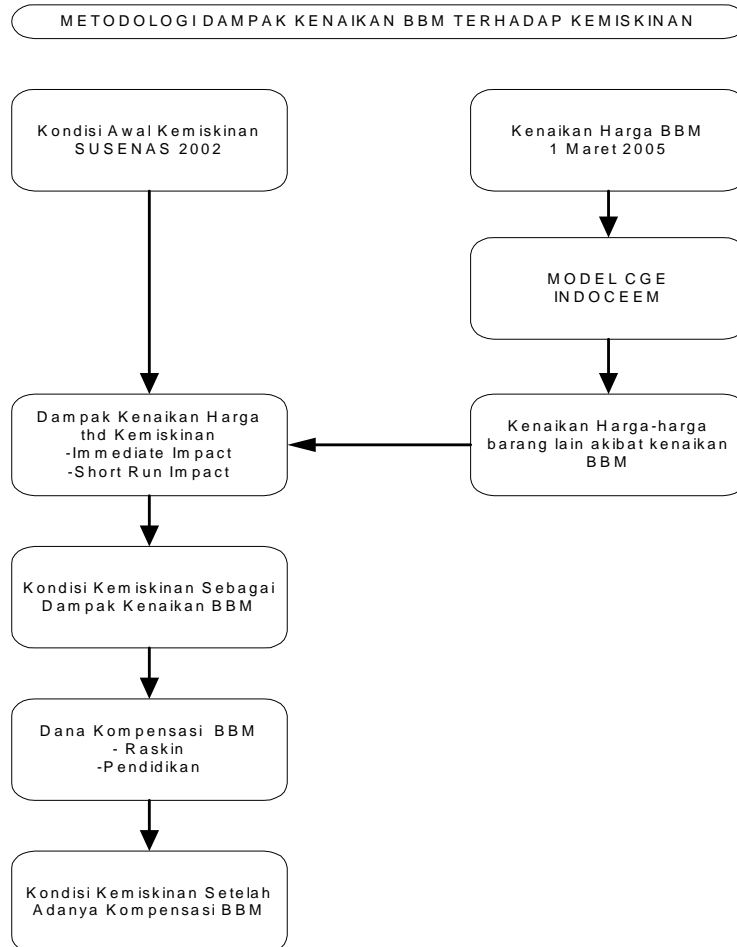 METODOLOGI DAMPAK KENAIKAN BBM TERHADAP KEMISKINAN
Kondisi Awal Kemiskinan
SUSENAS 2002
Kenaikan Harga BBM
1 Maret 2005
MODEL CGE
INDOCEEM
Dampak Kenaikan Harga
thd Kemiskinan
-Immediate Impact
-Short Run Impact
Kenaikan Harga-harga
barang lain akibat kenaikan
BBM
Kondisi Kemiskinan Sebagai
Dampak Kenaikan BBM
Dana Kompensasi BBM
- Raskin
-Pendidikan
Kondisi Kemiskinan Setelah
Adanya Kompensasi BBM